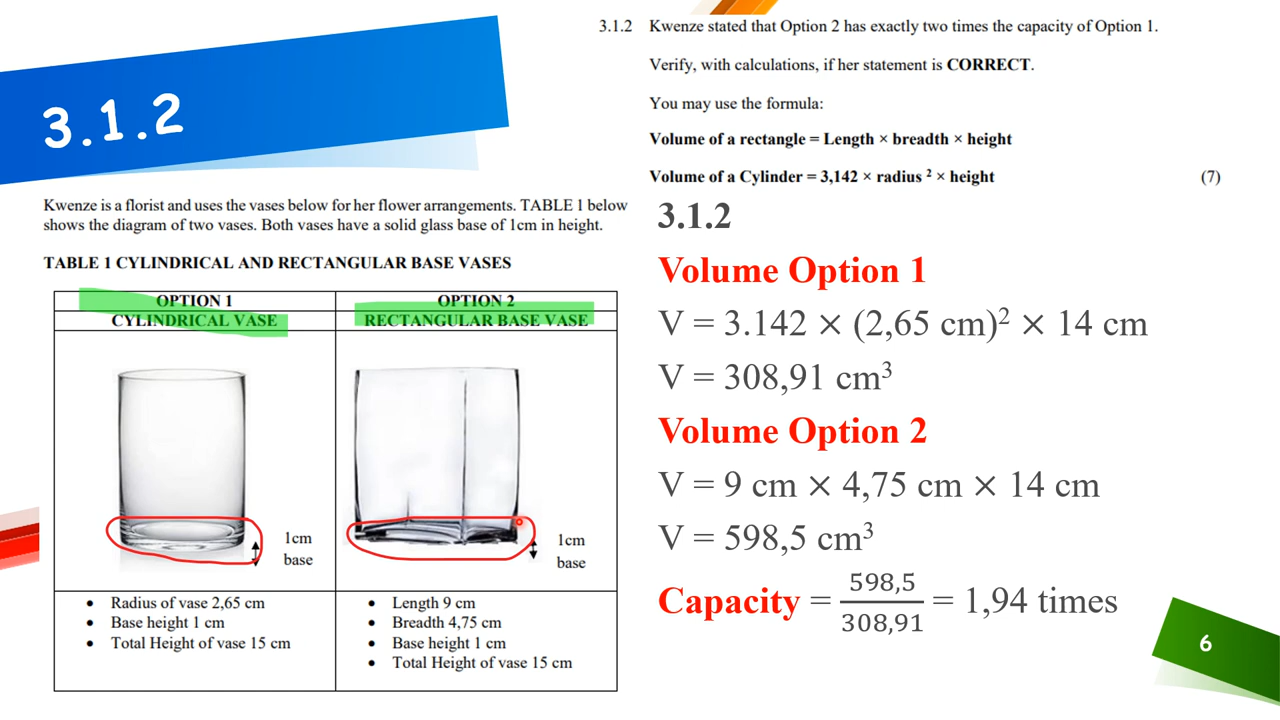 3.1.2
3.1.2 Kwenze stated that Option 2 has exactly two times the capacity of Option 1.
Verify, with calculations, if her statement is CORRECT.
You may use the formula:
Volume of a rectangle = Length × breadth × height
Volume of a Cylinder = 3,142 × radius ² × height (7)
Kwenze is a florist and uses the vases below for her flower arrangements. TABLE 1 below
shows the diagram of two vases. Both vases have a solid glass base of 1cm in height.
TABLE 1 CYLINDRICAL AND RECTANGULAR BASE VASES
OPTION 1
CYLINDRICAL VASE
OPTION 2
RECTANGULAR BASE VASE
1cm
base
1cm
base
• Radius of vase 2,65 cm
• Base height 1 cm
• Total Height of vase 15 cm
• Length 9 cm
• Breadth 4,75 cm
• Base height 1 cm
• Total Height of vase 15 cm
3.1.2
Volume Option 1
V = 3.142 × (2,65 cm)² × 14 cm
V = 308,91 cm³
Volume Option 2
V = 9 cm × 4,75 cm × 14 cm
V = 598,5 cm³
Capacity = 598,5/308,91 = 1,94 times
6